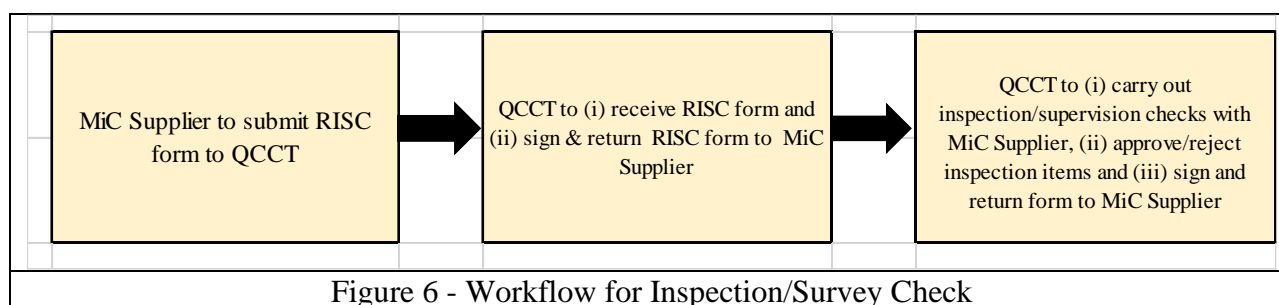 MiC Supplier to submit RISC
form to QCCT
QCCT to (i) receive RISC form and
(ii) sign & return RISC form to MiC
Supplier
QCCT to (i) carry out
inspection/supervision checks with
MiC Supplier, (ii) approve/reject
inspection items and (iii) sign and
return form to MiC Supplier
Figure 6 - Workflow for Inspection/Survey Check